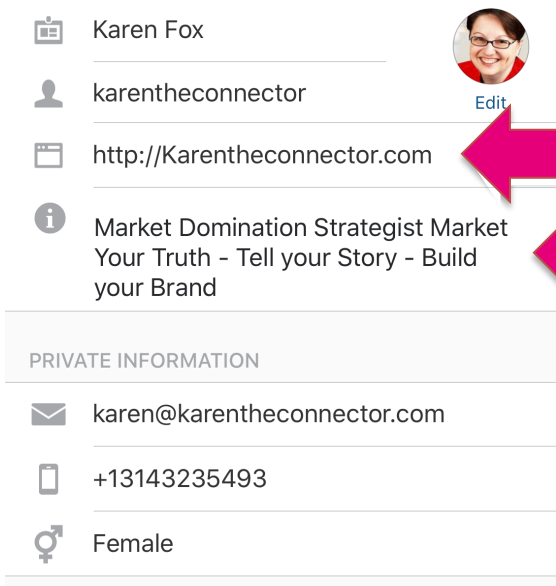 Karen Fox
Edit
karentheconnector
http://Karentheconnector.com
Market Domination Strategist Market
Your Truth - Tell your Story - Build
your Brand
PRIVATE INFORMATION
karen@karentheconnector.com
+13143235493
Female